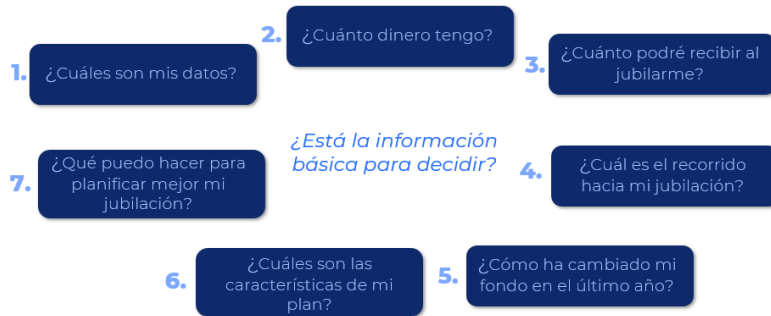 1.
¿Cuáles son mis datos?
2.
¿Cuánto dinero tengo?
3.
¿Cuánto podré recibir al
jubilarme?
¿Está la información
básica para decidir?
4.
¿Cuál es el recorrido
hacia mi jubilación?
5.
¿Cómo ha cambiado mi
fondo en el último año?
6.
¿Cuáles son las
características de mi
plan?
7.
¿Qué puedo hacer para
planificar mejor mi
jubilación?